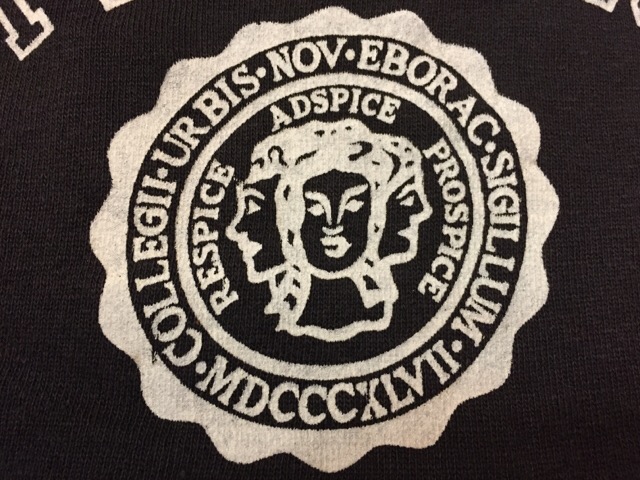 COLLEGII·URBIS·NOV·EBORAC·SIGILLUM·MDCCCXLVII·
RESPICE
ADSPICE
PROSPICE